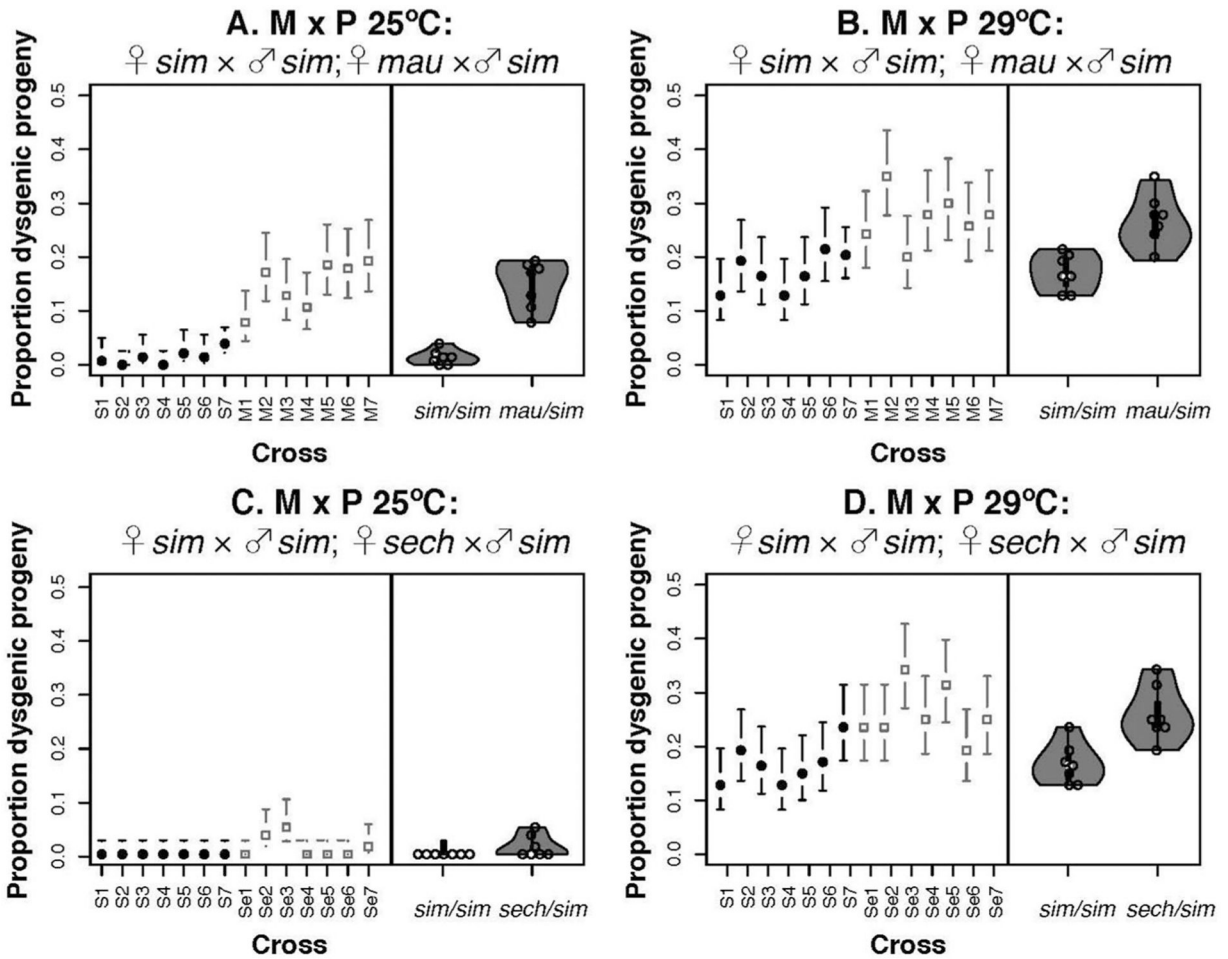 A. M x P 25°C:
♀ sim × ♂ sim; ♀ mau × ♂ sim
Proportion dysgenic progeny
0.5
0.4
0.3
0.2
0.1
0.0
S1 S2 S3 S4 S5 S6 S7 M1 M2 M3 M4 M5 M6 M7
sim/sim mau/sim
Cross
B. M x P 29°C:
♀ sim × ♂ sim; ♀ mau × ♂ sim
Proportion dysgenic progeny
0.5
0.4
0.3
0.2
0.1
0.0
S1 S2 S3 S4 S5 S6 S7 M1 M2 M3 M4 M5 M6 M7
sim/sim mau/sim
Cross
C. M x P 25°C:
♀ sim × ♂ sim; ♀ sech × ♂ sim
Proportion dysgenic progeny
0.5
0.4
0.3
0.2
0.1
0.0
S1 S2 S3 S4 S5 S6 S7 Se1 Se2 Se3 Se4 Se5 Se6 Se7
sim/sim sech/sim
Cross
D. M x P 29°C:
♀ sim × ♂ sim; ♀ sech × ♂ sim
Proportion dysgenic progeny
0.5
0.4
0.3
0.2
0.1
0.0
S1 S2 S3 S4 S5 S6 S7 Se1 Se2 Se3 Se4 Se5 Se6 Se7
sim/sim sech/sim
Cross